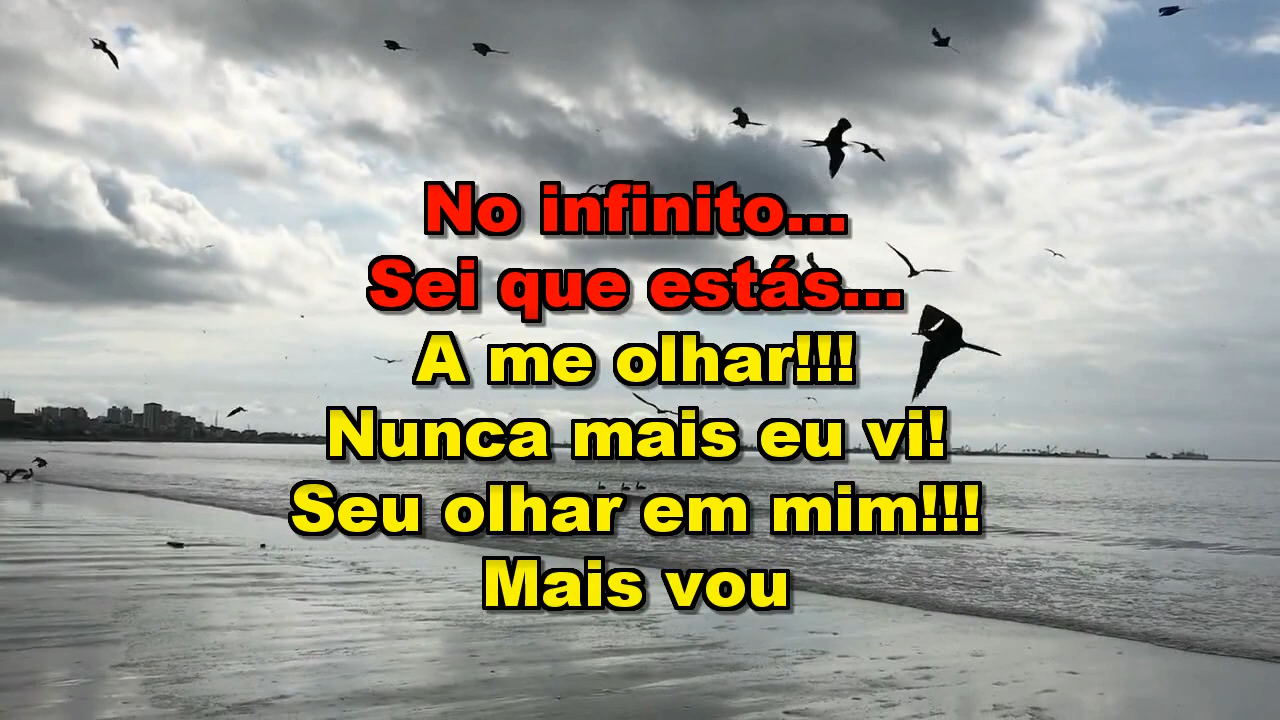 No infinito...
Sei que estás...
A me olhar!!!
Nunca mais eu vi!
Seu olhar em mim!!!
Mais vou